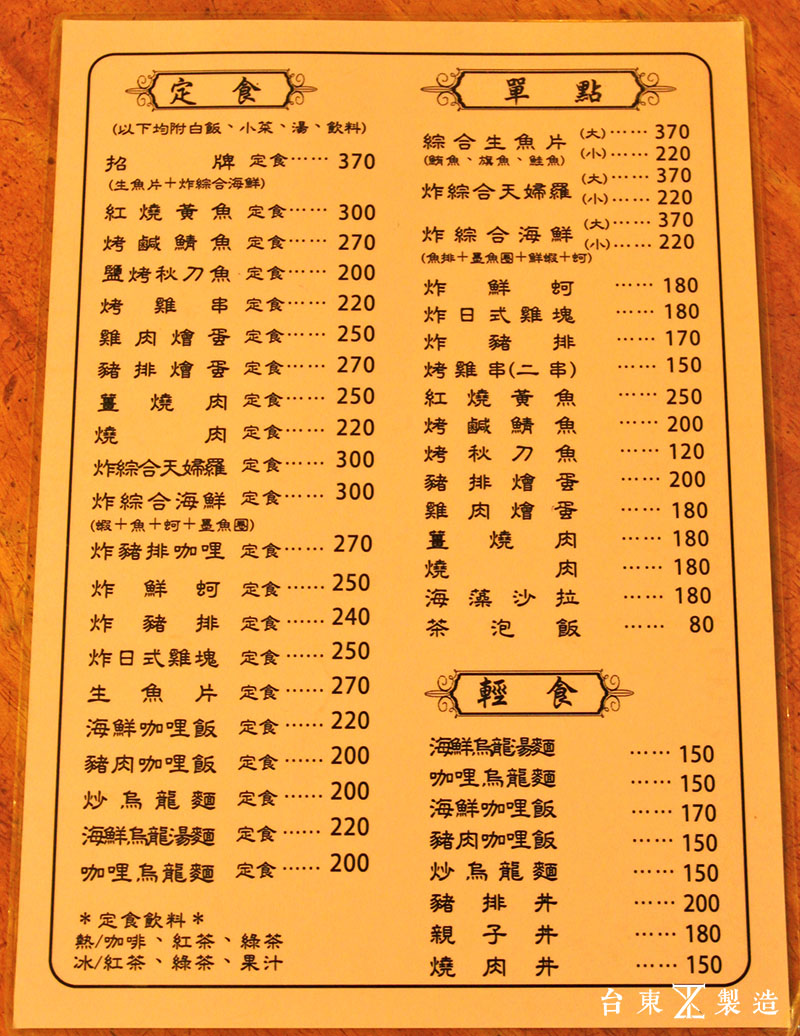 定食
(以下均附白飯、小菜、湯、飲料)
招牌 定食…… 370
(生魚片+炸綜合海鮮)
紅燒黃魚 定食…… 300
烤鹹鯖魚 定食…… 270
鹽烤秋刀魚 定食…… 200
烤雞串 定食…… 220
雞肉燴蛋 定食…… 250
豬排燴蛋 定食…… 270
薑燒肉 定食…… 250
燒肉 定食…… 220
炸綜合天婦羅 定食…… 300
炸綜合海鮮 定食…… 300
(蝦+魚+蚵+墨魚圈)
炸豬排咖哩 定食…… 270
炸鮮蚵 定食…… 250
炸豬排 定食…… 240
炸日式雞塊 定食…… 250
生魚片 定食…… 270
海鮮咖哩飯 定食…… 220
豬肉咖哩飯 定食…… 200
炒烏龍麵 定食…… 200
海鮮烏龍湯麵 定食…… 220
咖哩烏龍麵 定食…… 200
*定食飲料*
熱/咖啡、紅茶、綠茶
冰/紅茶、綠茶、果汁
單點
綜合生魚片 (大)…… 370
(鮪魚、旗魚、鮭魚) (小)…… 220
炸綜合天婦羅 (大)…… 370
(小)…… 220
炸綜合海鮮 (大)…… 370
(小)…… 220
(魚排+墨魚圈+鮮蝦+蚵)
炸鮮蚵 …… 180
炸日式雞塊 …… 180
炸豬排 …… 170
烤雞串(二串) …… 150
紅燒黃魚 …… 250
烤鹹鯖魚 …… 200
烤秋刀魚 …… 120
豬排燴蛋 …… 200
雞肉燴蛋 …… 180
薑燒肉 …… 180
燒肉 …… 180
海藻沙拉 …… 180
茶泡飯 …… 80
輕食
海鮮烏龍湯麵 …… 150
咖哩烏龍麵 …… 150
海鮮咖哩飯 …… 170
豬肉咖哩飯 …… 150
炒烏龍麵 …… 150
豬排丼 …… 200
親子丼 …… 180
燒肉丼 …… 150
台東製造